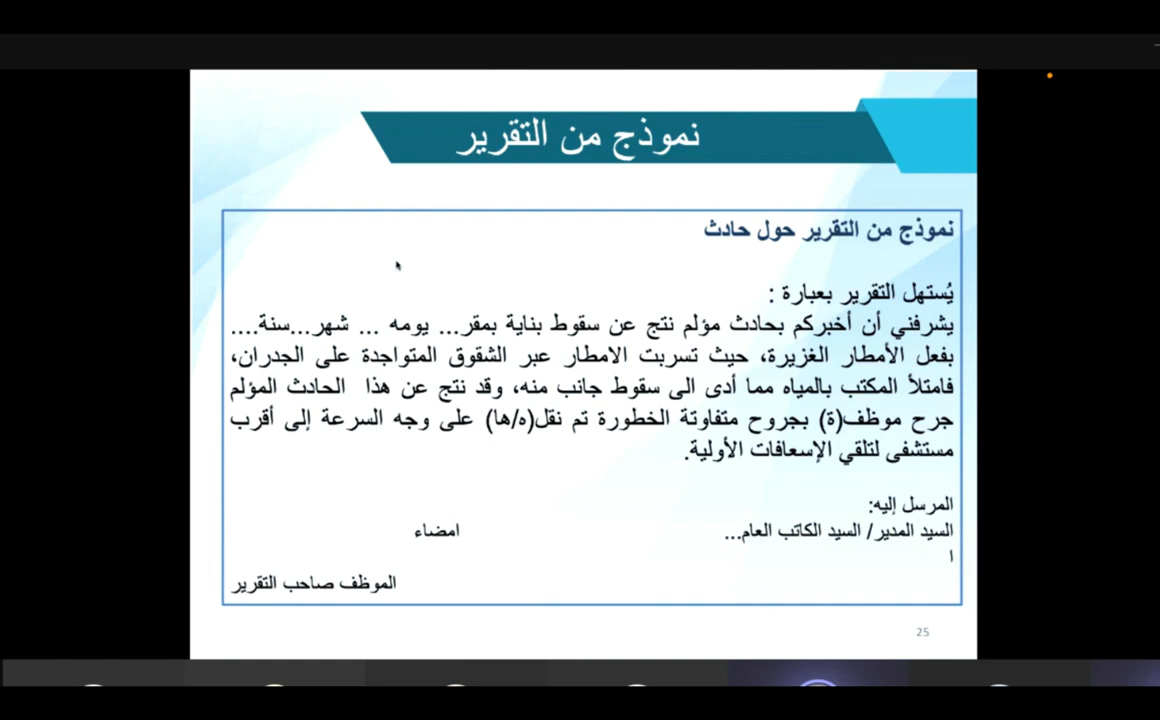 نموذج من التقرير
نموذج من التقرير حول حادث
يُستهل التقرير بعبارة :
يشرفني أن أخبركم بحادث مؤلم نتج عن سقوط بناية بمقر... يومه ... شهر...سنة....
بفعل الأمطار الغزيرة، حيث تسربت الامطار عبر الشقوق المتواجدة على الجدران،
فامتلأ المكتب بالمياه مما أدى الى سقوط جانب منه، وقد نتج عن هذا الحادث المؤلم
جرح موظف(ة) بجروح متفاوتة الخطورة تم نقل(ه/ها) على وجه السرعة إلى أقرب
مستشفى لتلقي الإسعافات الأولية.
المرسل إليه:
السيد المدير/ السيد الكاتب العام... امضاء
ا
الموظف صاحب التقرير
25